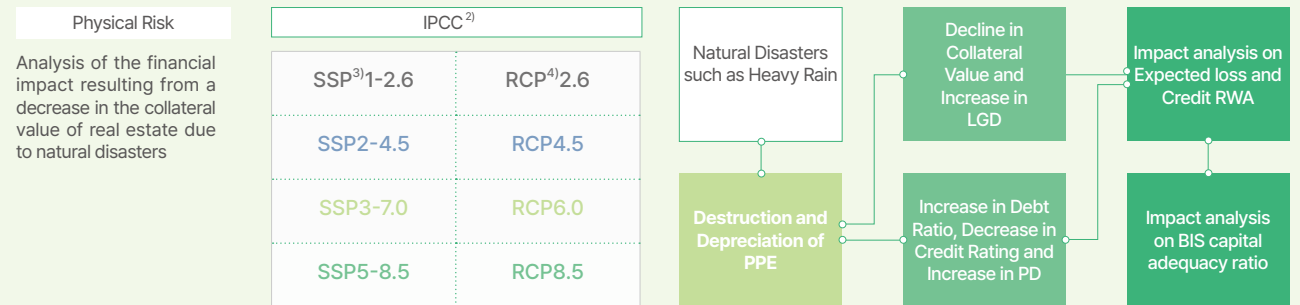 Physical Risk
Analysis of the financial
impact resulting from a
decrease in the collateral
value of real estate due
to natural disasters
IPCC 2)
SSP3)1-2.6
RCP4)2.6
SSP2-4.5
RCP4.5
SSP3-7.0
RCP6.0
SSP5-8.5
RCP8.5
Natural Disasters
such as Heavy Rain
Destruction and
Depreciation of
PPE
Decline in
Collateral
Value and
Increase in
LGD
Increase in Debt
Ratio, Decrease in
Credit Rating and
Increase in PD
Impact analysis on
Expected loss and
Credit RWA
Impact analysis
on BIS capital
adequacy ratio